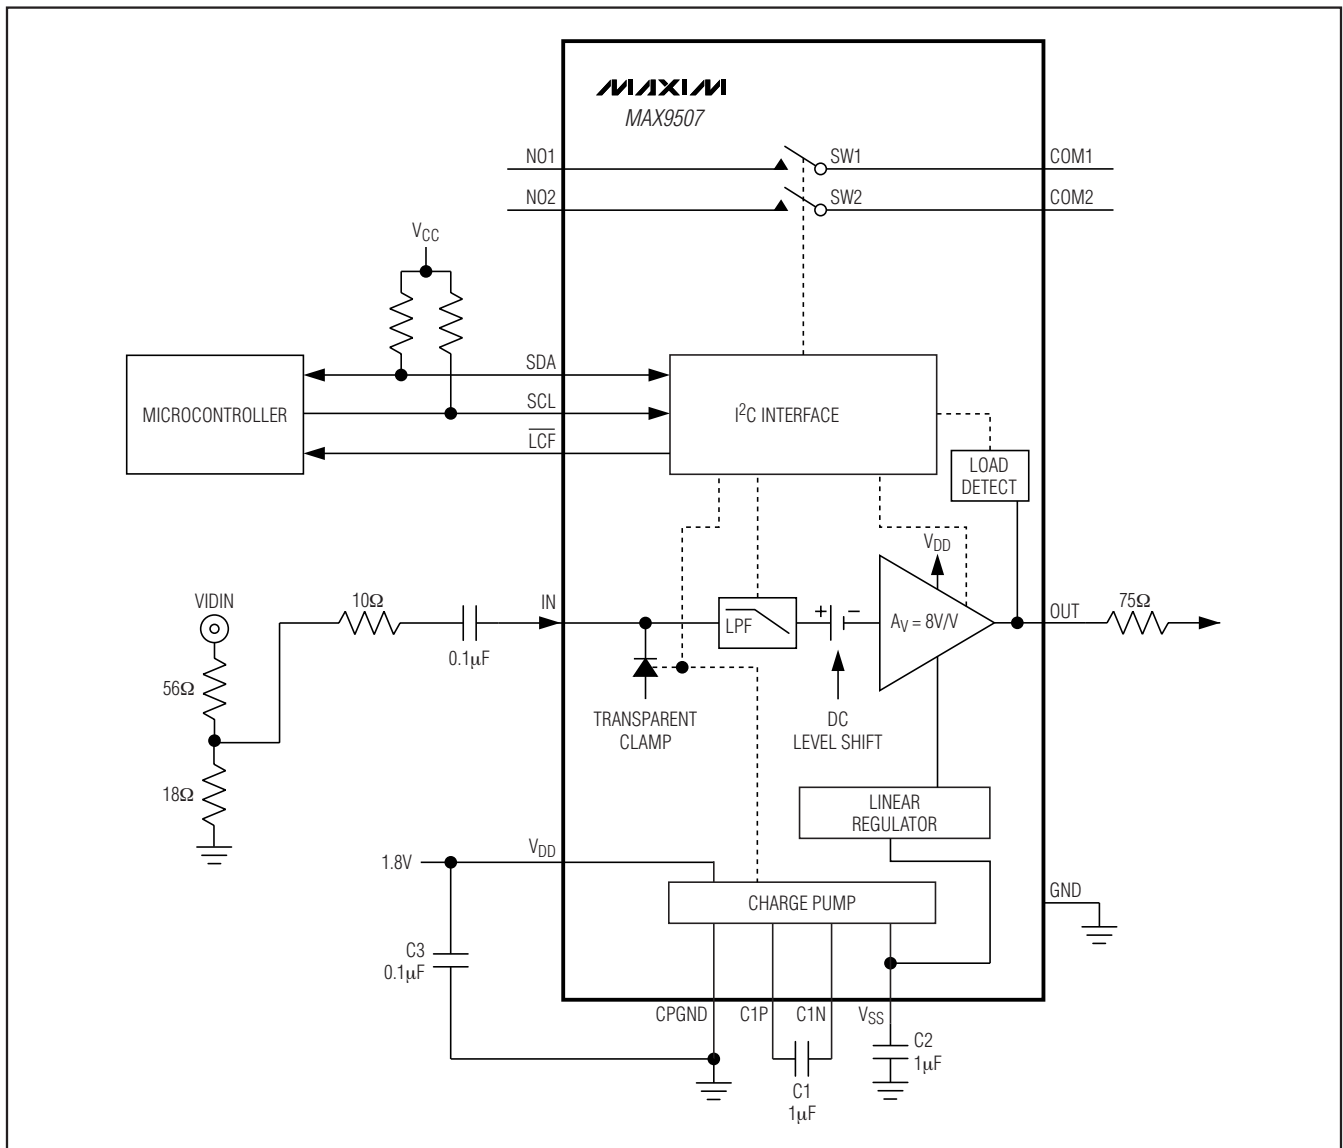 MAXIM
MAX9507
NO1
SW1
COM1
NO2
SW2
COM2
VCC
SDA
MICROCONTROLLER
SCL
I²C INTERFACE
LCF
LOAD
DETECT
VDD
VIDIN
10Ω
IN
0.1µF
LPF
+
−
AV = 8V/V
OUT
75Ω
56Ω
TRANSPARENT
CLAMP
DC
LEVEL SHIFT
18Ω
LINEAR
REGULATOR
1.8V
VDD
CHARGE PUMP
GND
C3
0.1µF
CPGND
C1P
C1N
VSS
C2
1µF
C1
1µF